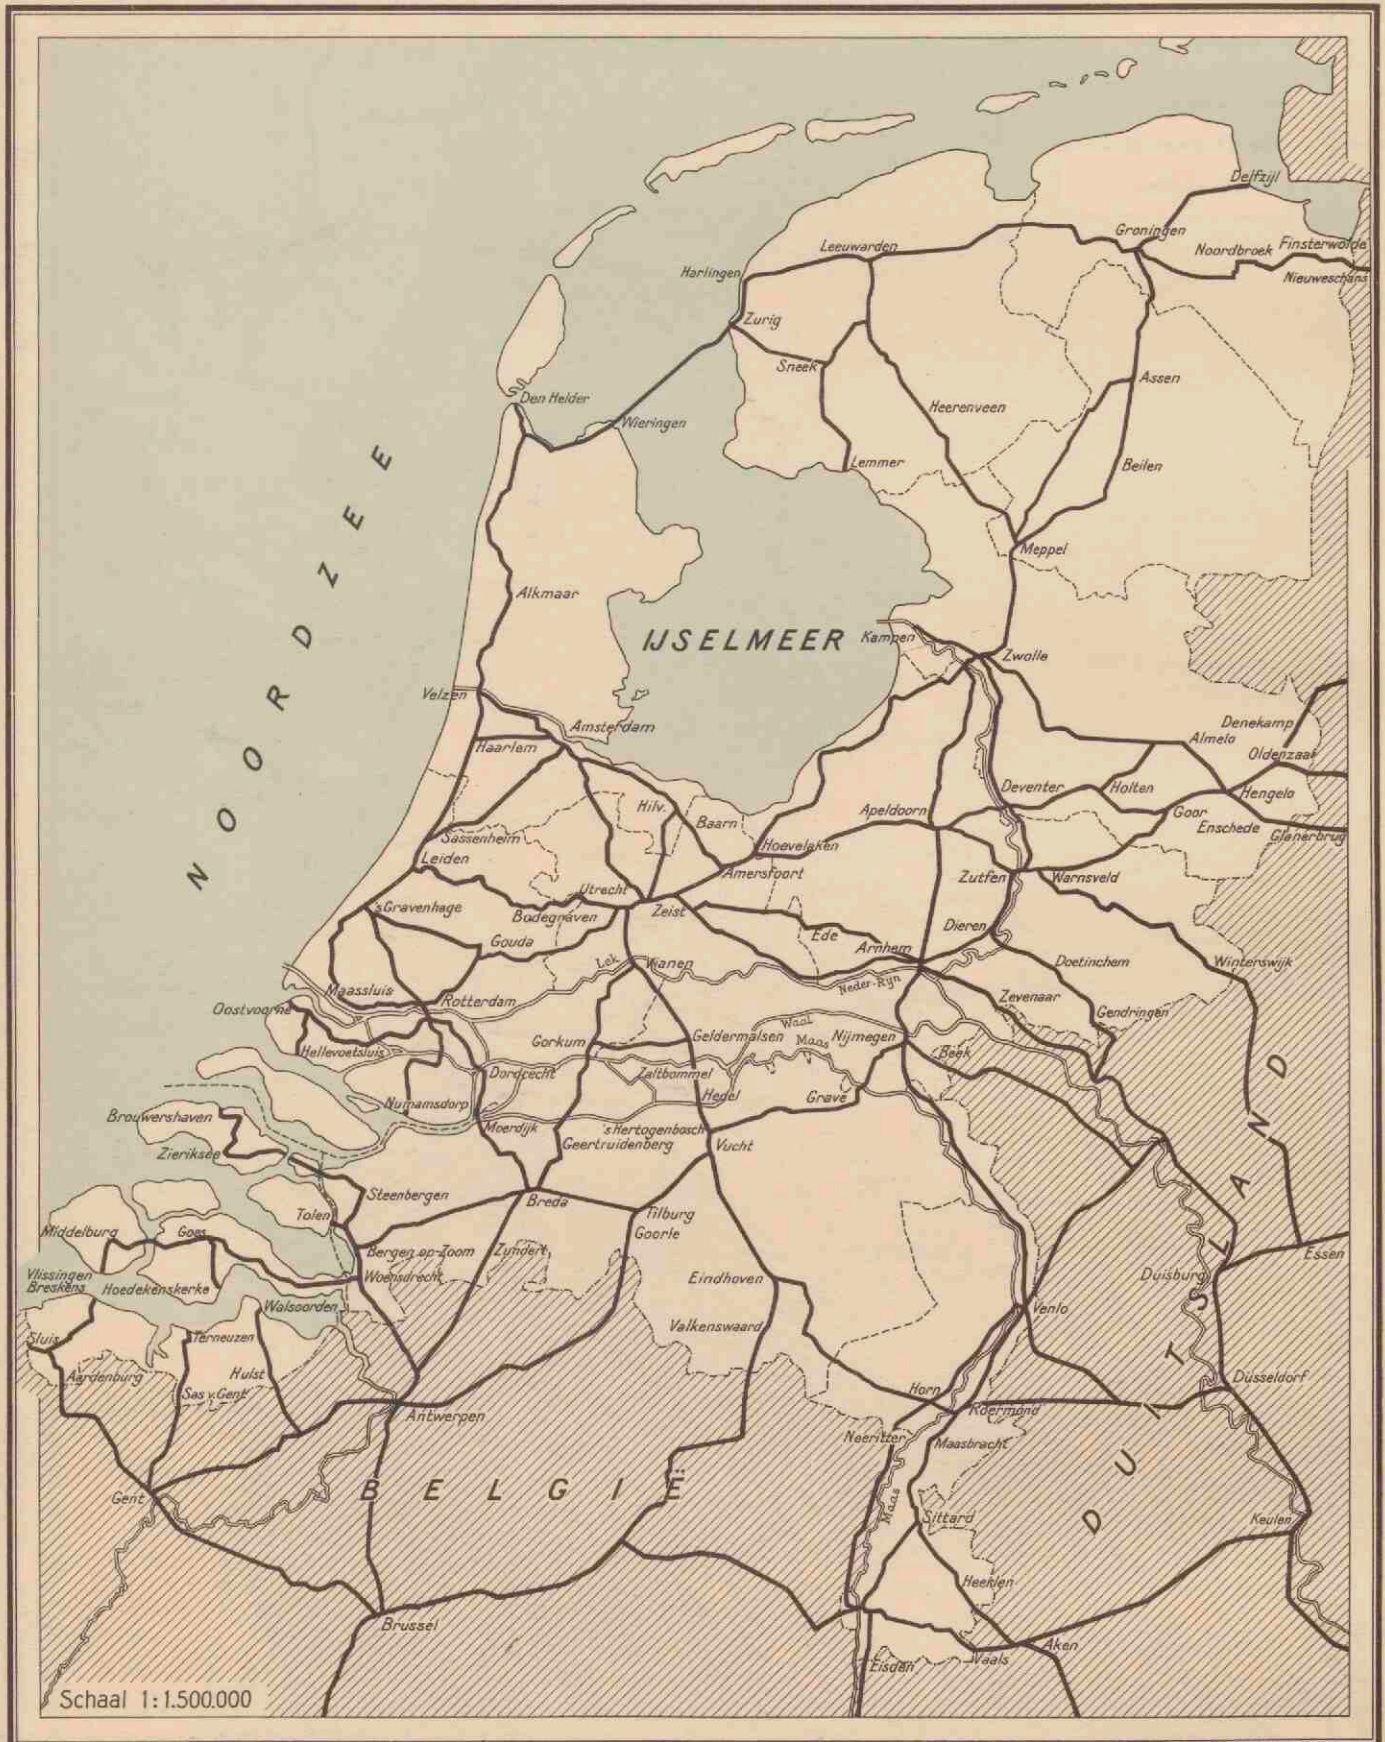 Delfzijl
Groningen
Leeuwarden
Noordbroek
Finsterwolde
Harlingen
Nieuweschans
Zurig
Sneek
Assen
Den Helder
Heerenveen
Wieringen
Lemmer
Beilen
Meppel
Alkmaar
NOORDZEE
IJSELMEER
Kampen
Zwolle
Velzen
Amsterdam
Denekamp
Almelo
Haarlem
Oldenzaal
Deventer
Holten
Hengelo
Hilv.
Apeldoorn
Goor
Baarn
Enschede
Glanerbrug
Sassenheim
Hoevelaken
Leiden
Amersfoort
Zutfen
Warnsveld
Utrecht
's Gravenhage
Bodegraven
Zeist
Dieren
Ede
Gouda
Arnhem
Lek
Vianen
Doetinchem
Winterswijk
Neder-Rijn
Maassluis
Rotterdam
Zevenaar
Oostvoorne
Gendringen
Waal
Gorkum
Geldermalsen
Maas
Nijmegen
Hellevoetsluis
Beek
Dordrecht
Zaltbommel
Hedel
Grave
Numansdorp
Brouwershaven
Moerdijk
's Hertogenbosch
Geertruidenberg
Vucht
Zieriksee
Steenbergen
Breda
Tolen
Tilburg
Goorle
Middelburg
Goes
Bergen op-Zoom
Zundert
Essen
Vlissingen
Breskens
Hoedekenskerke
Woensdrecht
Eindhoven
Duisburg
Walsoorden
Venlo
Valkenswaard
Sluis
Terneuzen
Aardenburg
Hulst
Sas v. Gent
Düsseldorf
Horn
Roermond
Antwerpen
Neeritter
Maasbracht
BELGIË
DUITSLAND
Gent
Maas
Sittard
Keulen
Heerlen
Brussel
Aken
Eisden
Vaals
Schaal 1:1.500.000